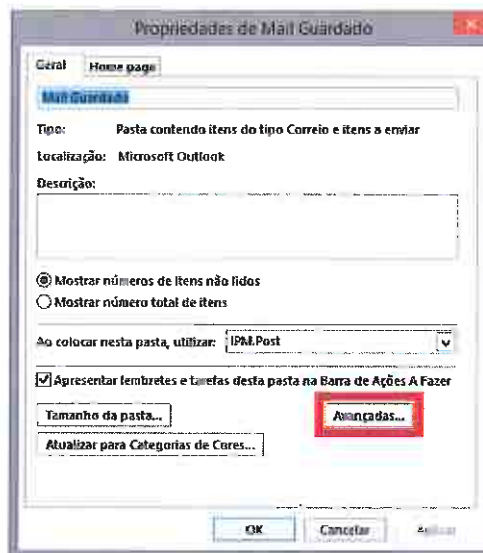 Propriedades de Mail Guardado
Geral Home page
Mail Guardado
Tipo: Pasta contendo itens do tipo Correio e itens a enviar
Localização: Microsoft Outlook
Descrição:
Mostrar números de itens não lidos
Mostrar número total de itens
Ao colocar nesta pasta, utilizar: IPM.Post
Apresentar lembretes e tarefas desta pasta na Barra de Ações A Fazer
Tamanho da pasta... Avançadas...
Atualizar para Categorias de Cores...
OK Cancelar Aplicar